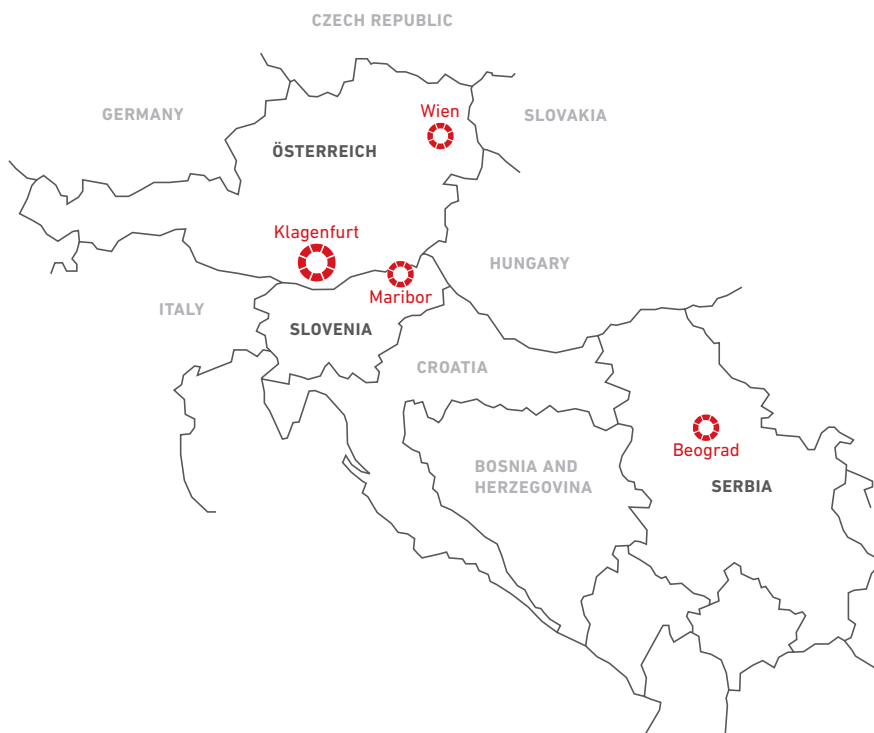 CZECH REPUBLIC
GERMANY
Wien
SLOVAKIA
ÖSTERREICH
Klagenfurt
HUNGARY
Maribor
ITALY
SLOVENIA
CROATIA
Beograd
BOSNIA AND
HERZEGOVINA
SERBIA